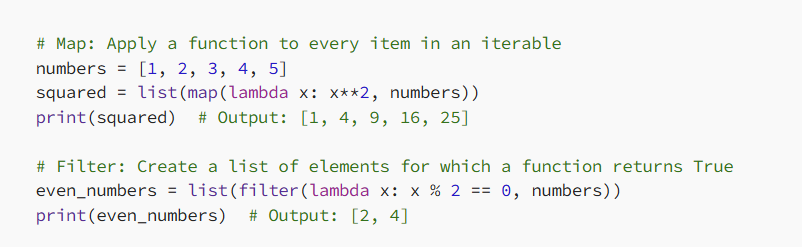 # Map: Apply a function to every item in an iterable
numbers = [1, 2, 3, 4, 5]
squared = list(map(lambda x: x**2, numbers))
print(squared)  # Output: [1, 4, 9, 16, 25]

# Filter: Create a list of elements for which a function returns True
even_numbers = list(filter(lambda x: x % 2 == 0, numbers))
print(even_numbers)  # Output: [2, 4]